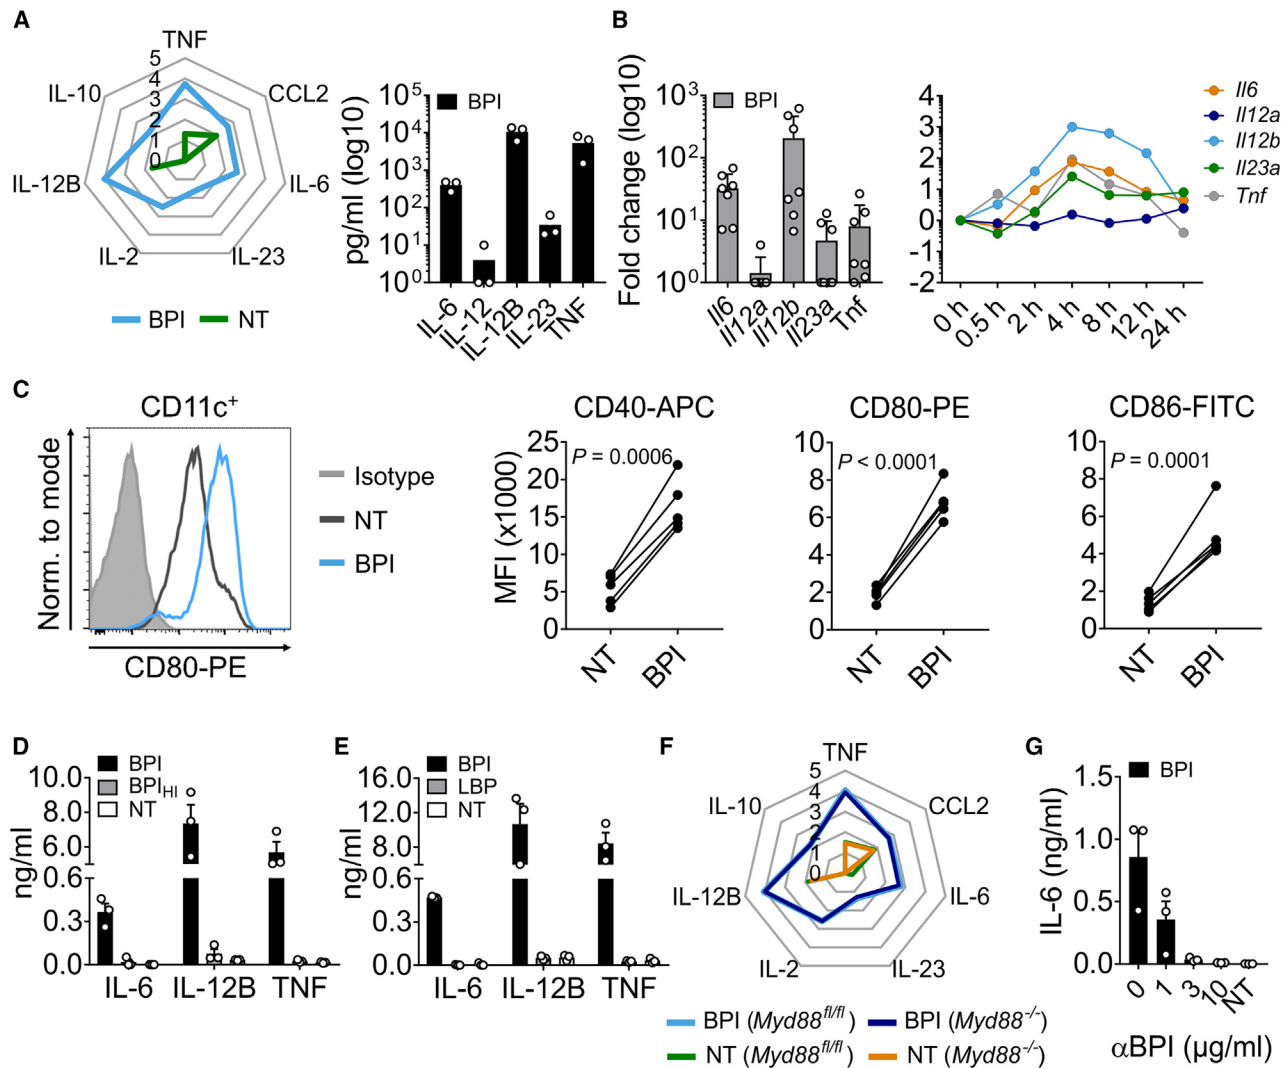 A
TNF
5
4
3
2
1
0
IL-10
CCL2
IL-12B
IL-6
IL-2
IL-23
BPI
NT
pg/ml (log10)
10^5
10^4
10^3
10^2
10^1
10^0
BPI
IL-6
IL-12
IL-12B
IL-23
TNF
B
Fold change (log10)
10^3
10^2
10^1
10^0
BPI
Il6
Il12a
Il12b
Il23a
Tnf
4
3
2
1
0
-1
-2
0 h
0.5 h
2 h
4 h
8 h
12 h
24 h
Il6
Il12a
Il12b
Il23a
Tnf
C
CD11c+
Norm. to mode
CD80-PE
Isotype
NT
BPI
CD40-APC
MFI (x1000)
25
20
15
10
5
0
P = 0.0006
NT
BPI
CD80-PE
10
8
6
4
2
0
P < 0.0001
NT
BPI
CD86-FITC
10
8
6
4
2
0
P = 0.0001
NT
BPI
D
BPI
BPI_HI
NT
ng/ml
10.0
8.0
6.0
0.6
0.3
0.0
IL-6
IL-12B
TNF
E
BPI
LBP
NT
ng/ml
16.0
12.0
8.0
0.6
0.3
0.0
IL-6
IL-12B
TNF
F
TNF
5
4
3
2
1
0
IL-10
CCL2
IL-12B
IL-6
IL-2
IL-23
BPI (Myd88^fl/fl)
BPI (Myd88^-/-)
NT (Myd88^fl/fl)
NT (Myd88^-/-)
G
BPI
IL-6 (ng/ml)
1.5
1.0
0.5
0.0
0
1
3
10
NT
αBPI (µg/ml)